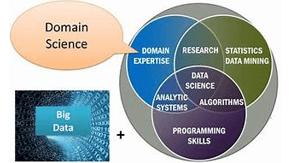 Domain
Science
DOMAIN
EXPERTISE
RESEARCH
STATISTICS
DATA MINING
DATA
SCIENCE
ANALYTIC
SYSTEMS
ALGORITHMS
PROGRAMMING
SKILLS
Big
Data
+